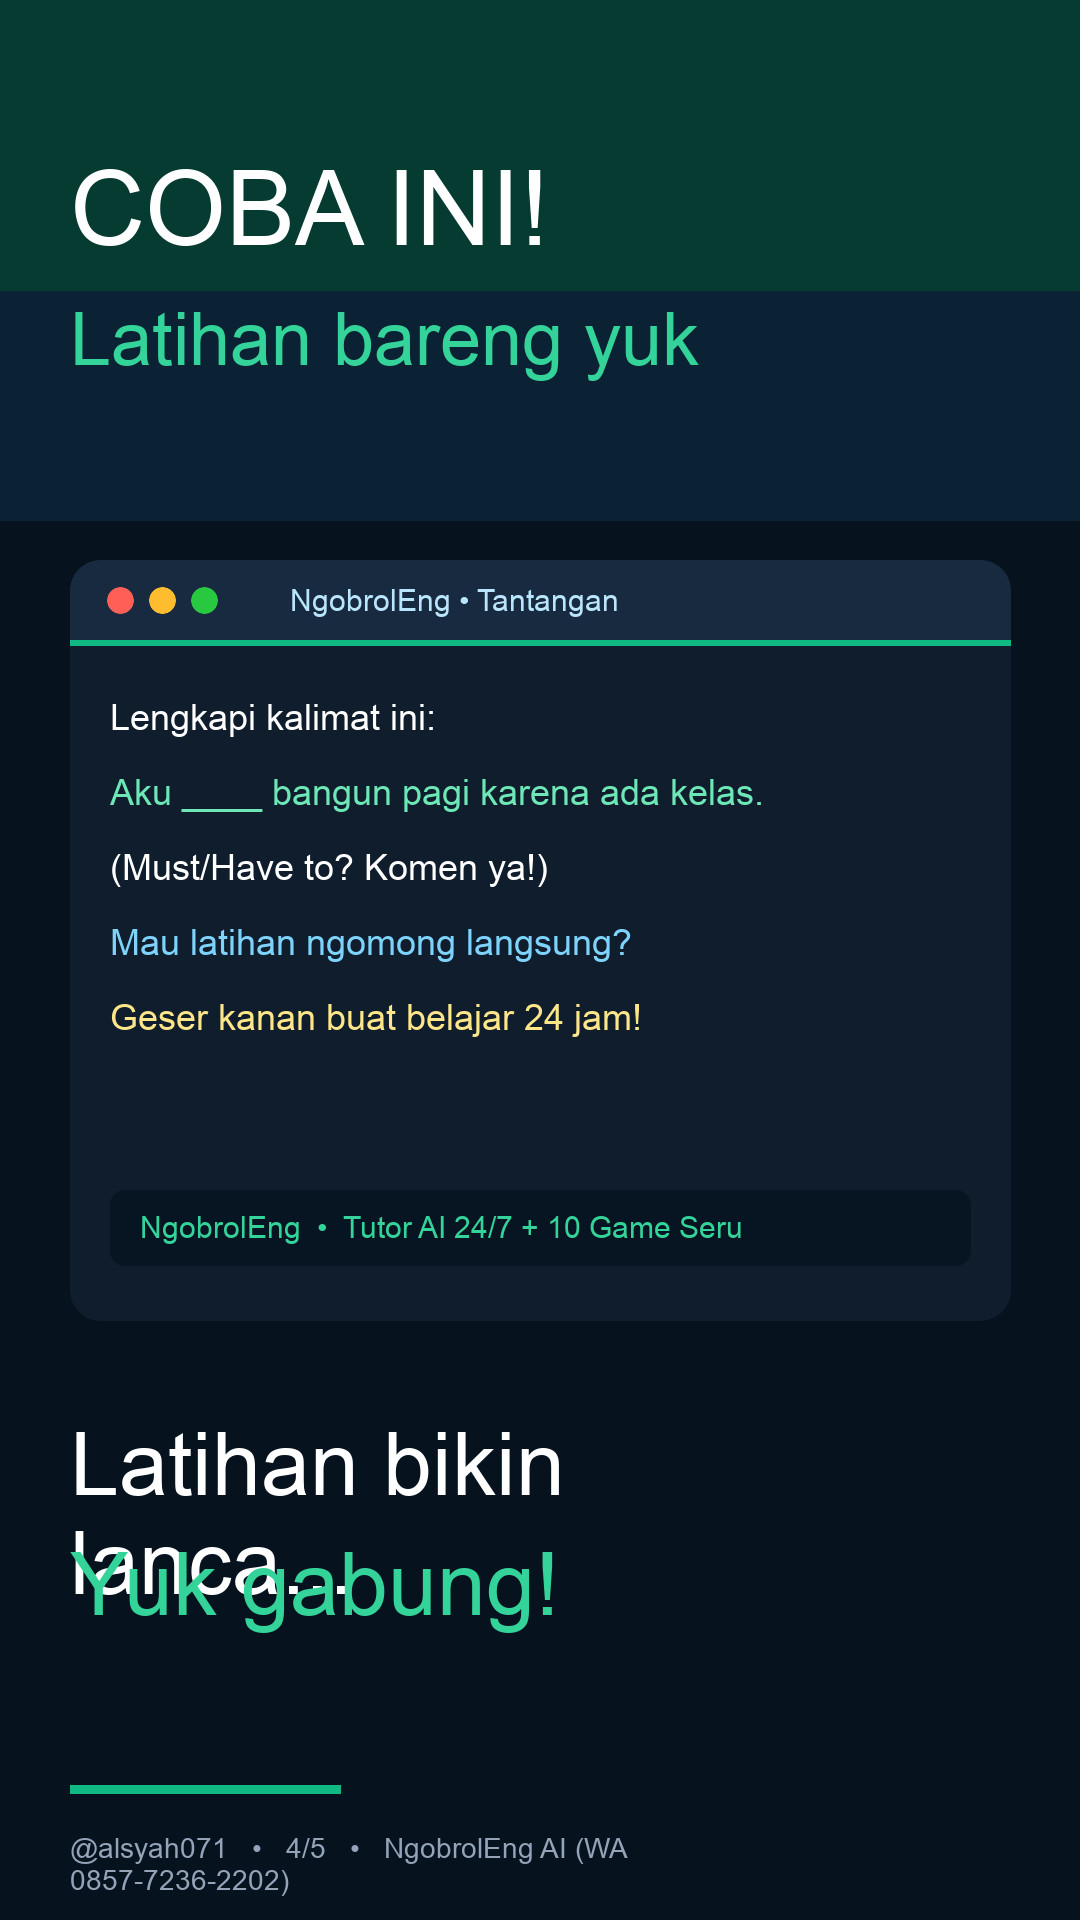 COBA INI!
Latihan bareng yuk
NgobrolEng • Tantangan
Lengkapi kalimat ini:
Aku ____ bangun pagi karena ada kelas.
(Must/Have to? Komen ya!)
Mau latihan ngomong langsung?
Geser kanan buat belajar 24 jam!
NgobrolEng • Tutor AI 24/7 + 10 Game Seru
Latihan bikin
lanca...
Yuk gabung!
@alsyah071 • 4/5 • NgobrolEng AI (WA
0857-7236-2202)